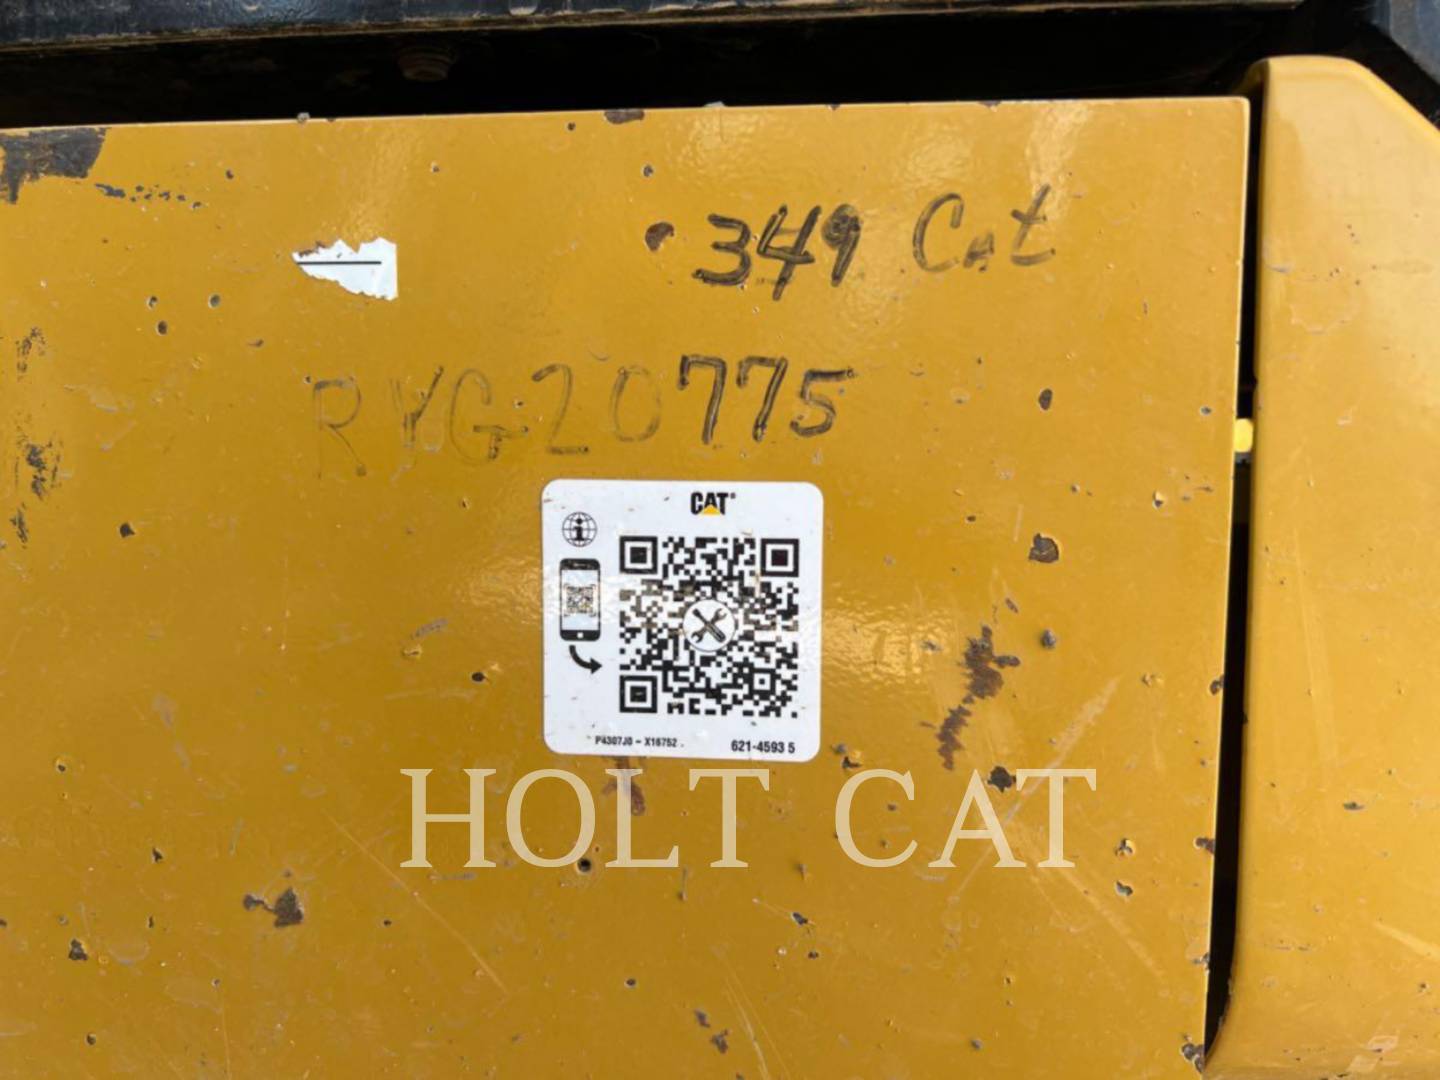 349 Cat
RYG20775
CAT®
P4307J0 - X16752
621-4593 5
HOLT CAT